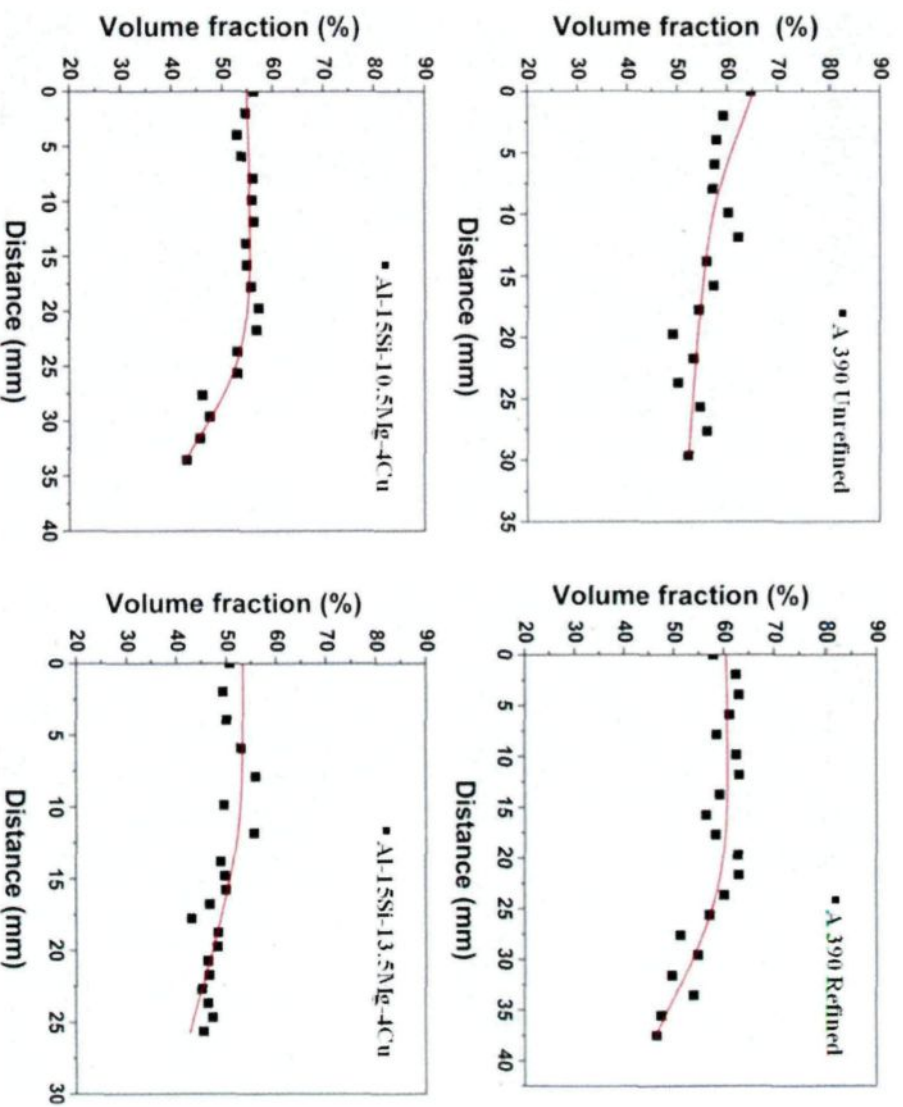 Volume fraction (%)
90
80
70
60
50
40
30
20
A 390 Unrefined
0 5 10 15 20 25 30 35
Distance (mm)
Volume fraction (%)
90
80
70
60
50
40
30
20
A 390 Refined
0 5 10 15 20 25 30 35 40
Distance (mm)
Volume fraction (%)
90
80
70
60
50
40
30
20
Al-15Si-10.5Mg-4Cu
0 5 10 15 20 25 30 35 40
Distance (mm)
Volume fraction (%)
90
80
70
60
50
40
30
20
Al-15Si-13.5Mg-4Cu
0 5 10 15 20 25 30
Distance (mm)